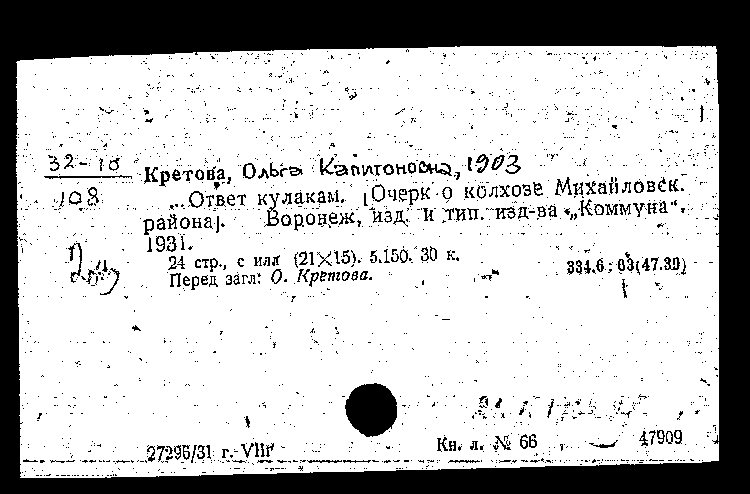 32-10
108
Кретова, Ольга Капитоновна, 1903
...Ответ кулакам. [Очерк о колхозе Михайловск.
района]. Воронеж, изд. и тип. изд-ва „Коммуна“.
1931.
24 стр., с илл (21×15). 5.150. 30 к.
Перед загл: О. Кретова.
334.6 : 63(47.39)
27295/31 г. VIII
Кн. л. № 66
47909